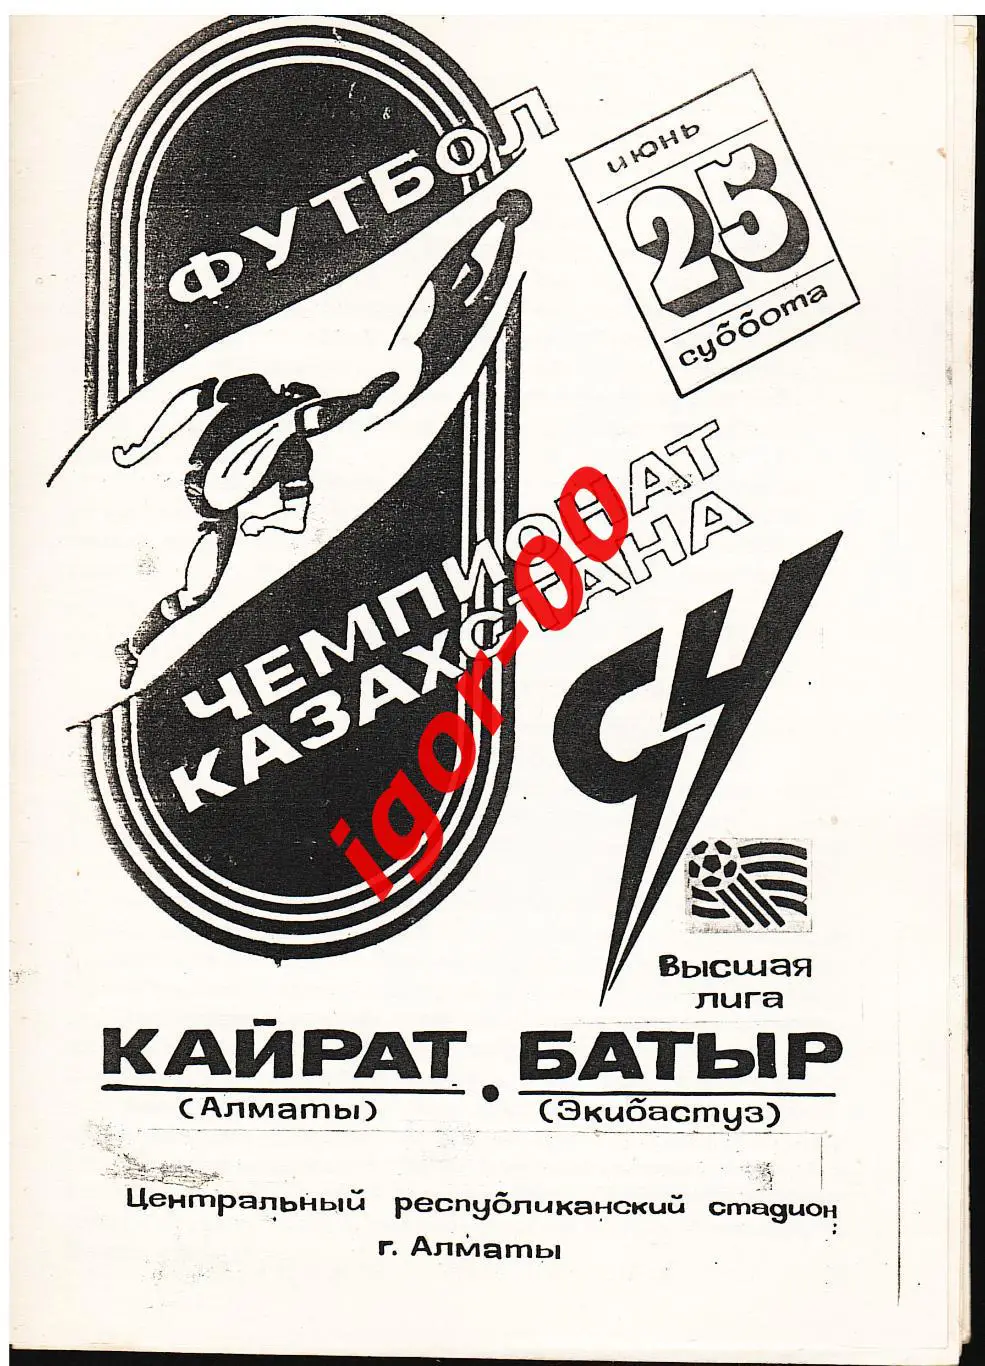 ФУТБОЛ
июнь
25
суббота
ЧЕМПИОНАТ
КАЗАХСТАНА
igor-00
Высшая
лига
КАЙРАТ • БАТЫР
(Алматы) (Экибастуз)
Центральный республиканский стадион
г. Алматы